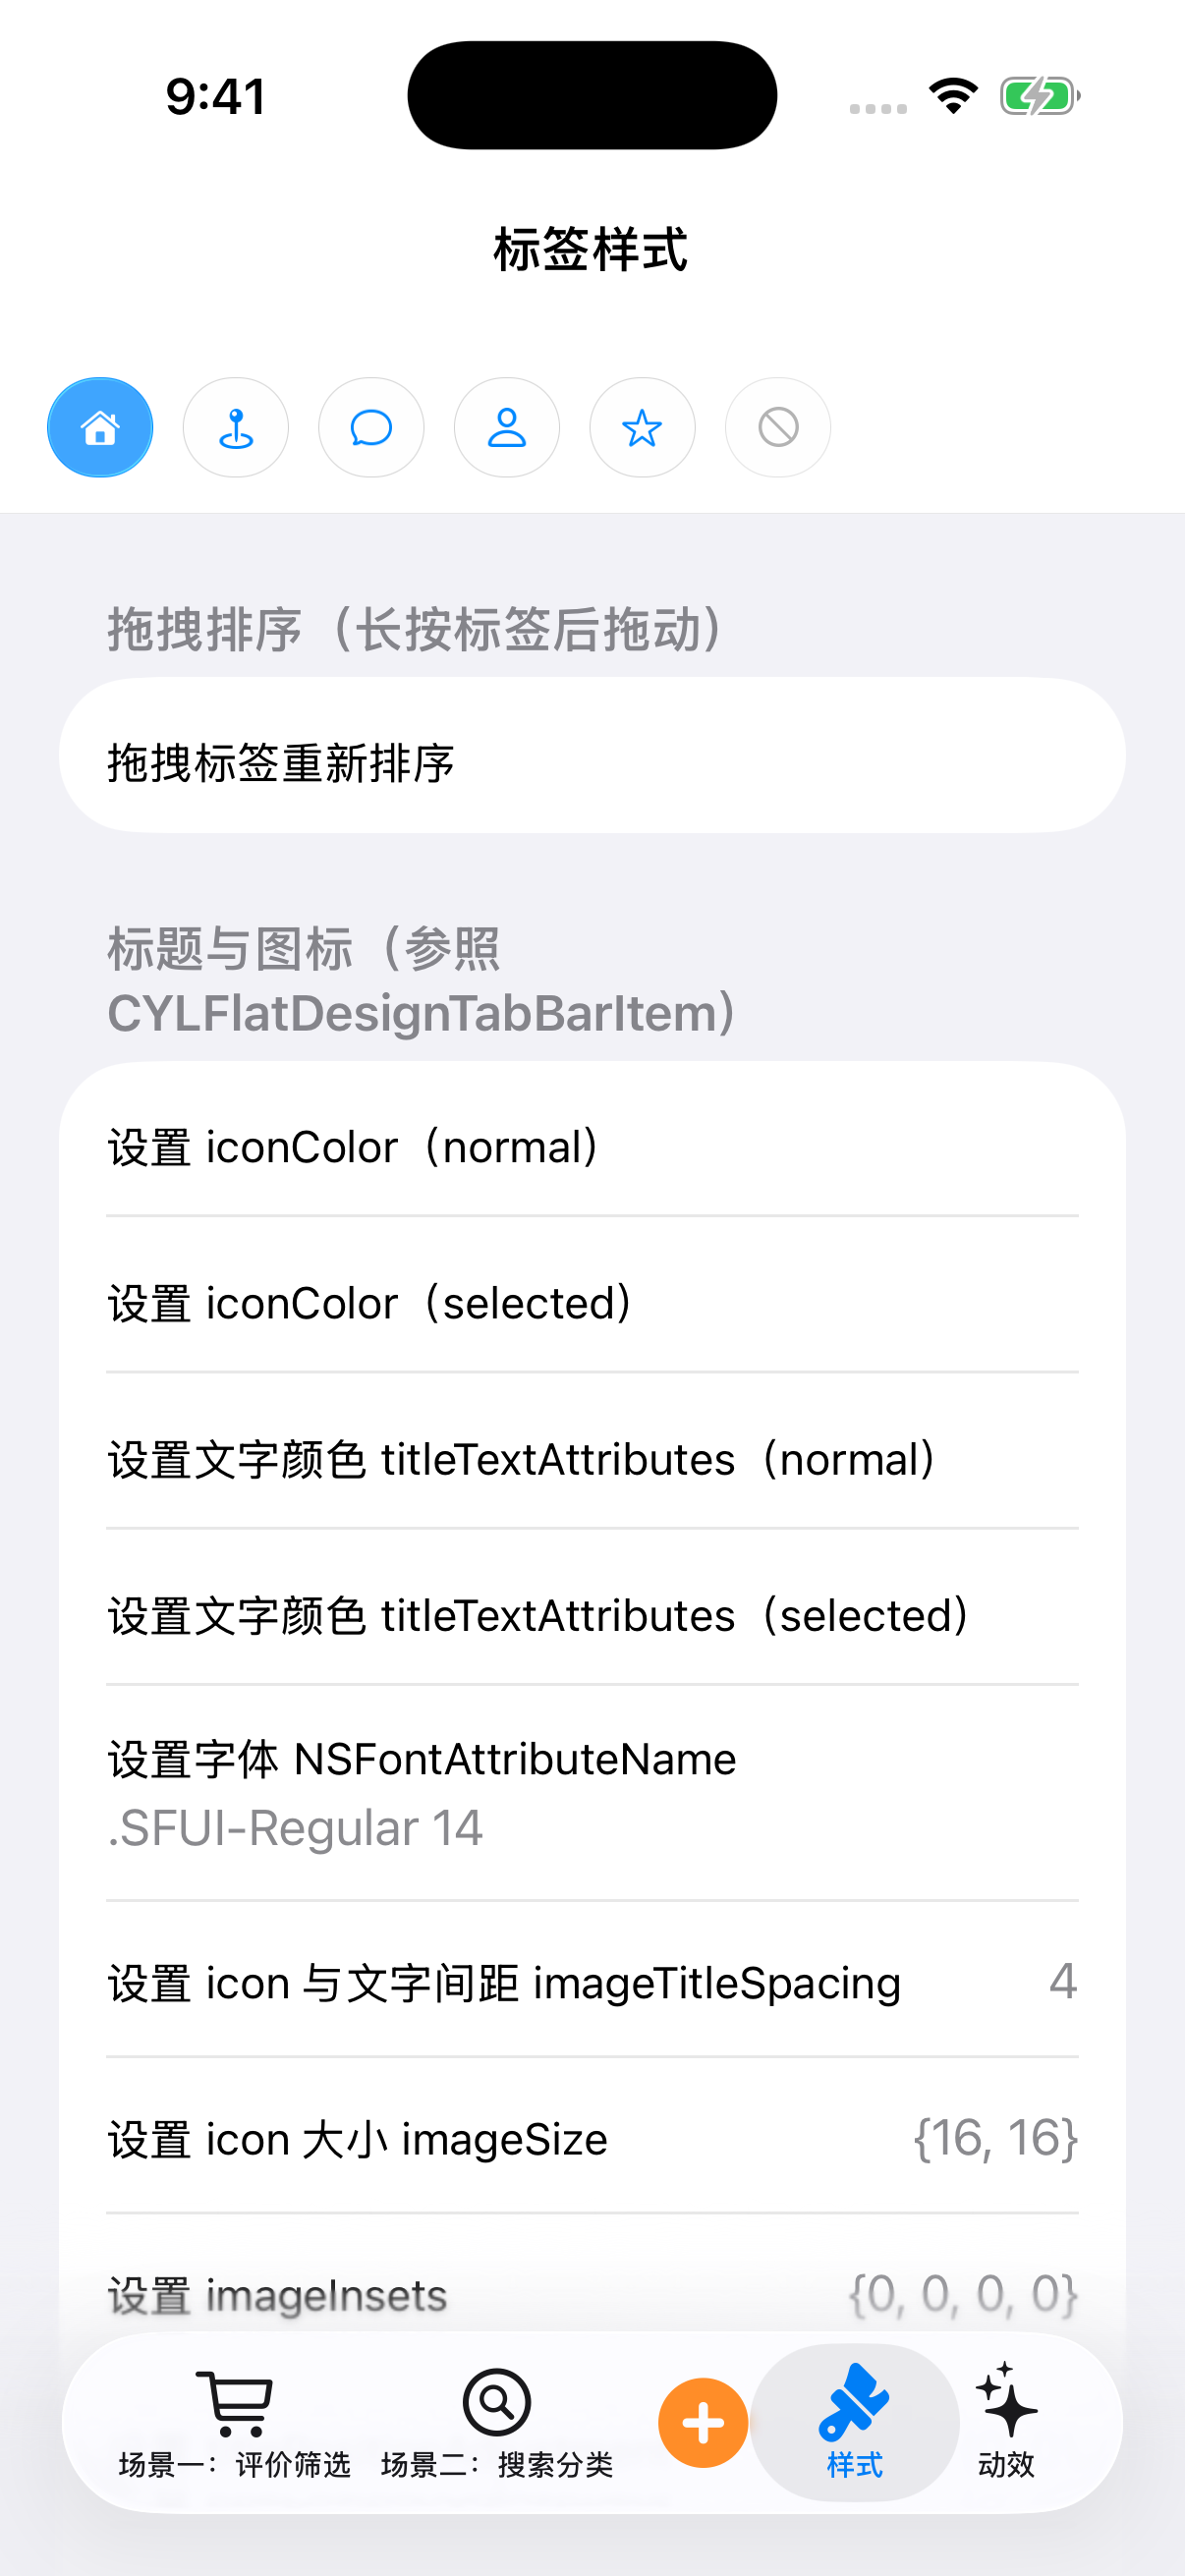 9:41
标签样式
拖拽排序（长按标签后拖动）
拖拽标签重新排序
标题与图标（参照
CYLFlatDesignTabBarItem）
设置 iconColor（normal）
设置 iconColor（selected）
设置文字颜色 titleTextAttributes（normal）
设置文字颜色 titleTextAttributes（selected）
设置字体 NSFontAttributeName
.SFUI-Regular 14
设置 icon 与文字间距 imageTitleSpacing 4
设置 icon 大小 imageSize {16, 16}
设置 imageInsets {0, 0, 0, 0}
场景一：评价筛选 场景二：搜索分类 样式 动效